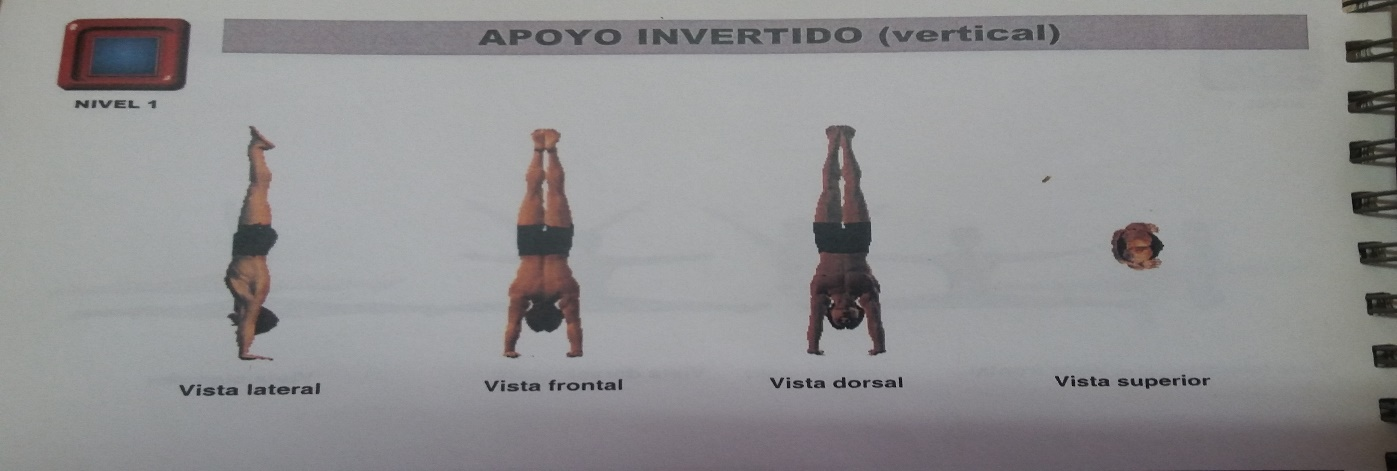 APOYO INVERTIDO (vertical)
NIVEL 1
Vista lateral
Vista frontal
Vista dorsal
Vista superior